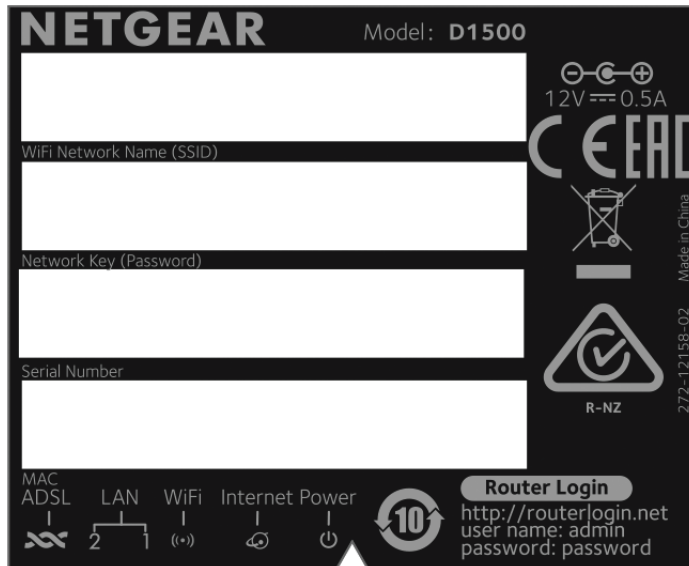 NETGEAR Model: D1500
12V 0.5A
CE EAC
WiFi Network Name (SSID)
Network Key (Password)
Made in China
272-12158-02
Serial Number
R-NZ
MAC
ADSL LAN WiFi Internet Power
2 1
10
Router Login
http://routerlogin.net
user name: admin
password: password